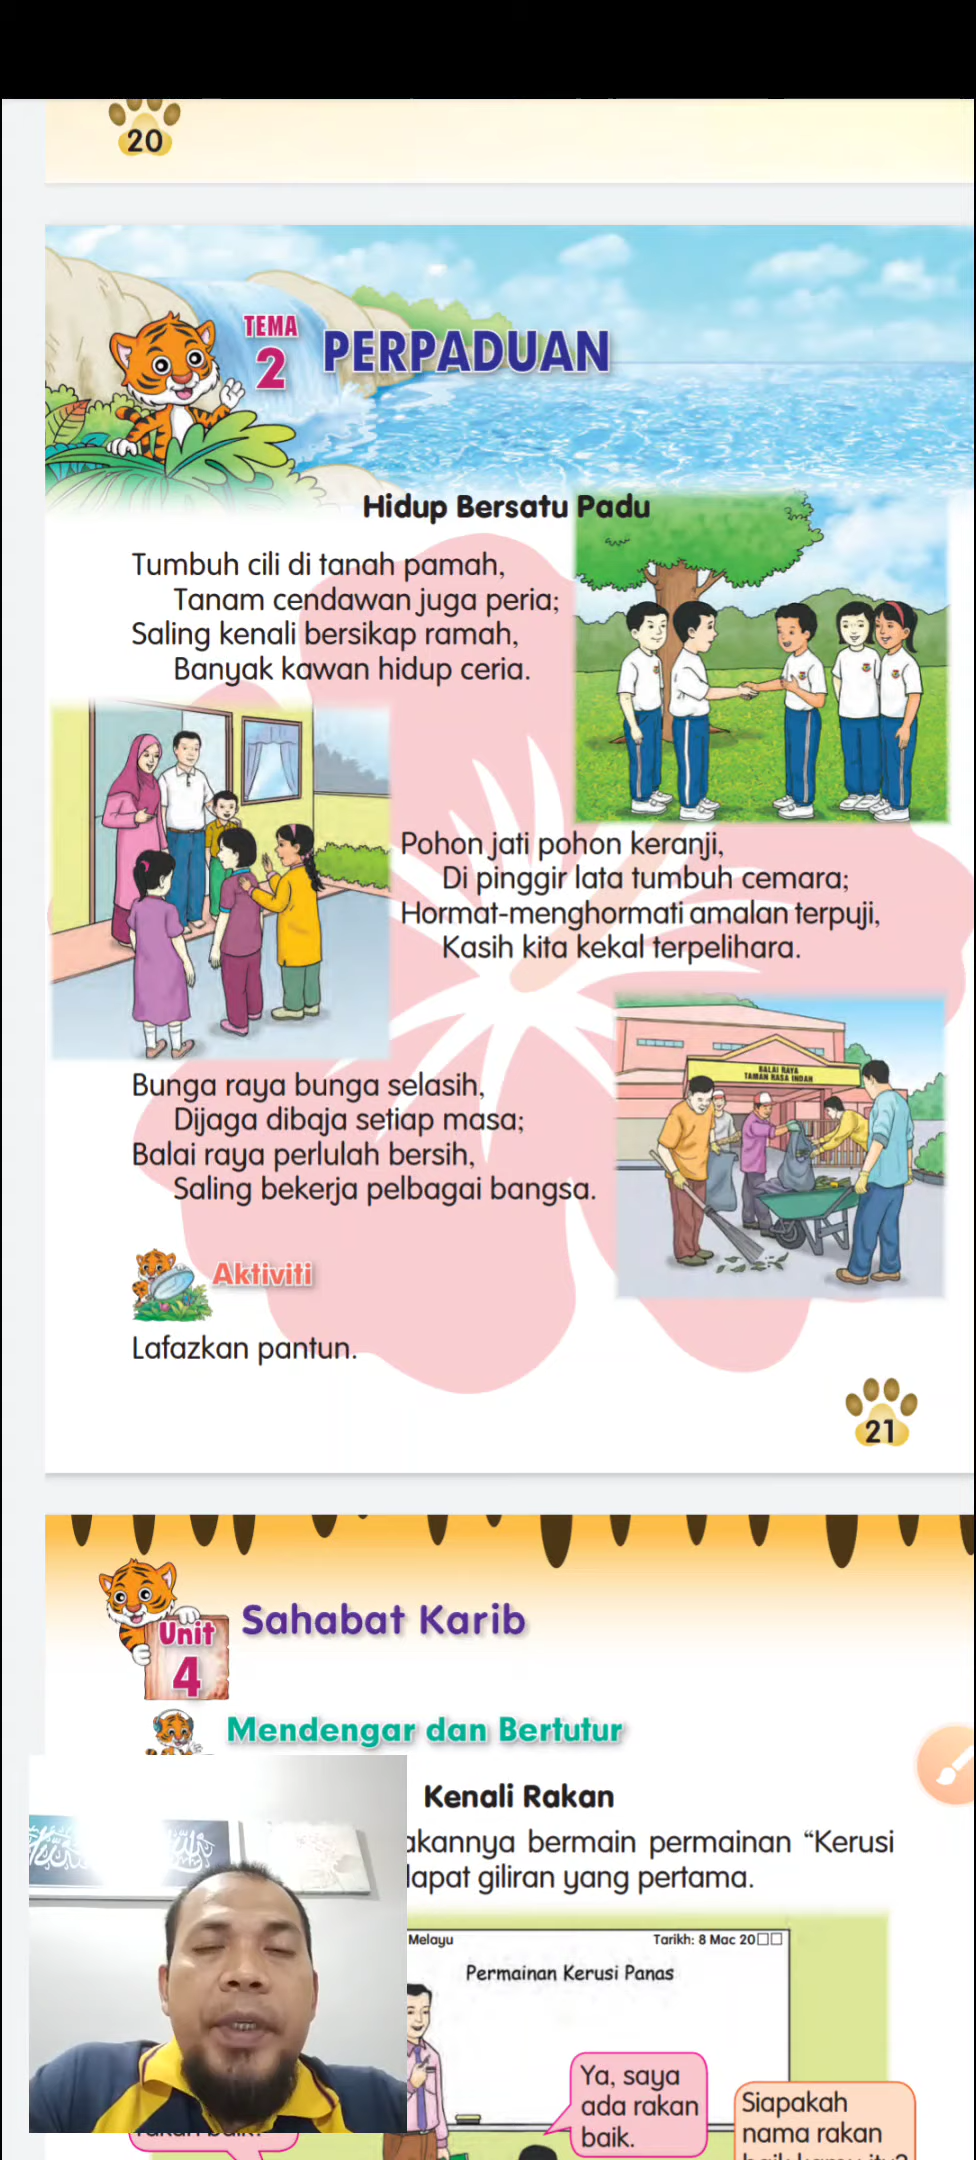 20
TEMA
2
PERPADUAN
Hidup Bersatu Padu
Tumbuh cili di tanah pamah,
Tanam cendawan juga peria;
Saling kenali bersikap ramah,
Banyak kawan hidup ceria.
Pohon jati pohon keranji,
Di pinggir lata tumbuh cemara;
Hormat-menghormati amalan terpuji,
Kasih kita kekal terpelihara.
BALAI RAYA
TAMAN RASA INDAH
Bunga raya bunga selasih,
Dijaga dibaja setiap masa;
Balai raya perlulah bersih,
Saling bekerja pelbagai bangsa.
Aktiviti
Lafazkan pantun.
21
Unit
4
Sahabat Karib
Mendengar dan Bertutur
Kenali Rakan
akannya bermain permainan “Kerusi
dapat giliran yang pertama.
Melayu
Tarikh: 8 Mac 20□□
Permainan Kerusi Panas
Ya, saya
ada rakan
baik.
Siapakah
nama rakan